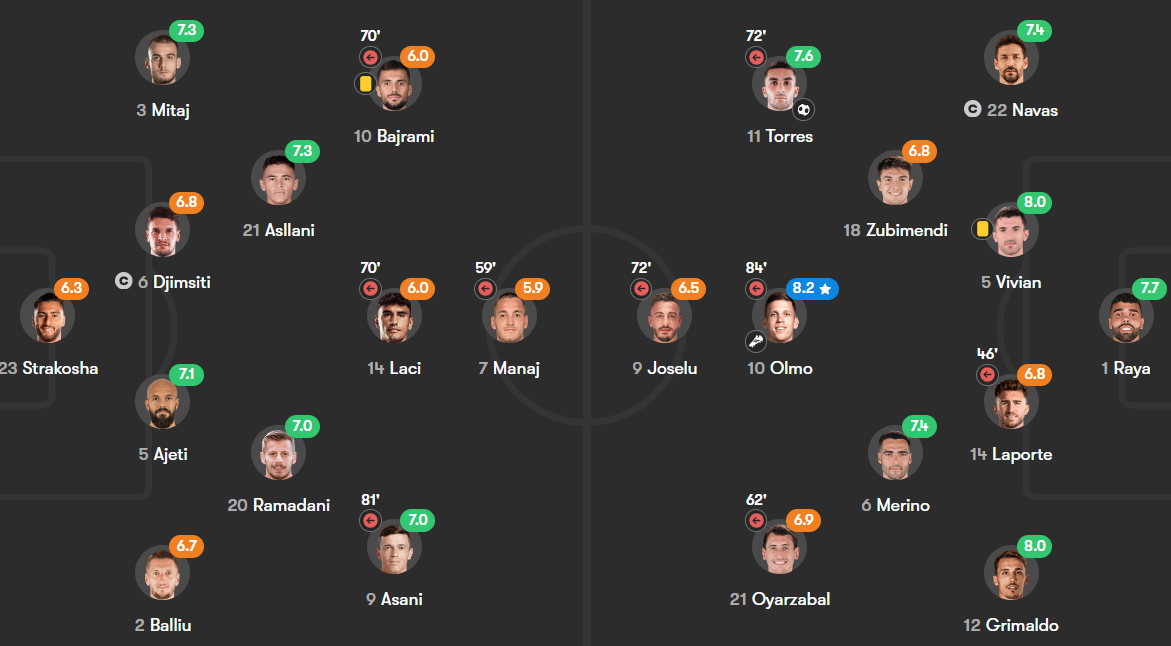 7.3
3 Mitaj
70'
6.0
10 Bajrami
7.3
21 Asllani
6.8
C 6 Djimsiti
6.3
23 Strakosha
70'
6.0
14 Laci
59'
5.9
7 Manaj
7.1
5 Ajeti
7.0
20 Ramadani
81'
7.0
9 Asani
6.7
2 Balliu
72'
7.6
11 Torres
7.4
C 22 Navas
6.8
18 Zubimendi
8.0
5 Vivian
72'
6.5
9 Joselu
84'
8.2
10 Olmo
7.7
1 Raya
46'
6.8
14 Laporte
7.4
6 Merino
62'
6.9
21 Oyarzabal
8.0
12 Grimaldo